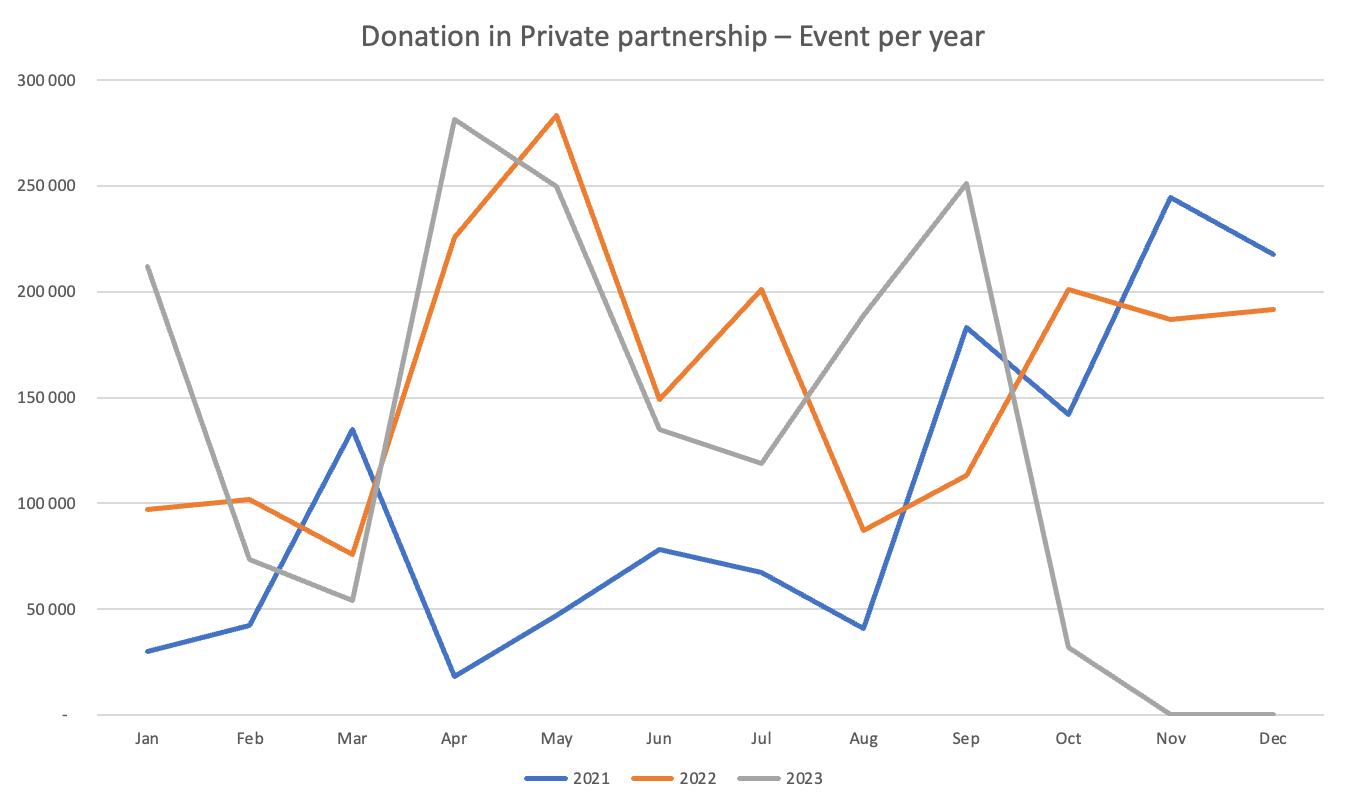 Donation in Private partnership – Event per year
300 000
250 000
200 000
150 000
100 000
50 000
-
Jan Feb Mar Apr May Jun Jul Aug Sep Oct Nov Dec
2021 2022 2023